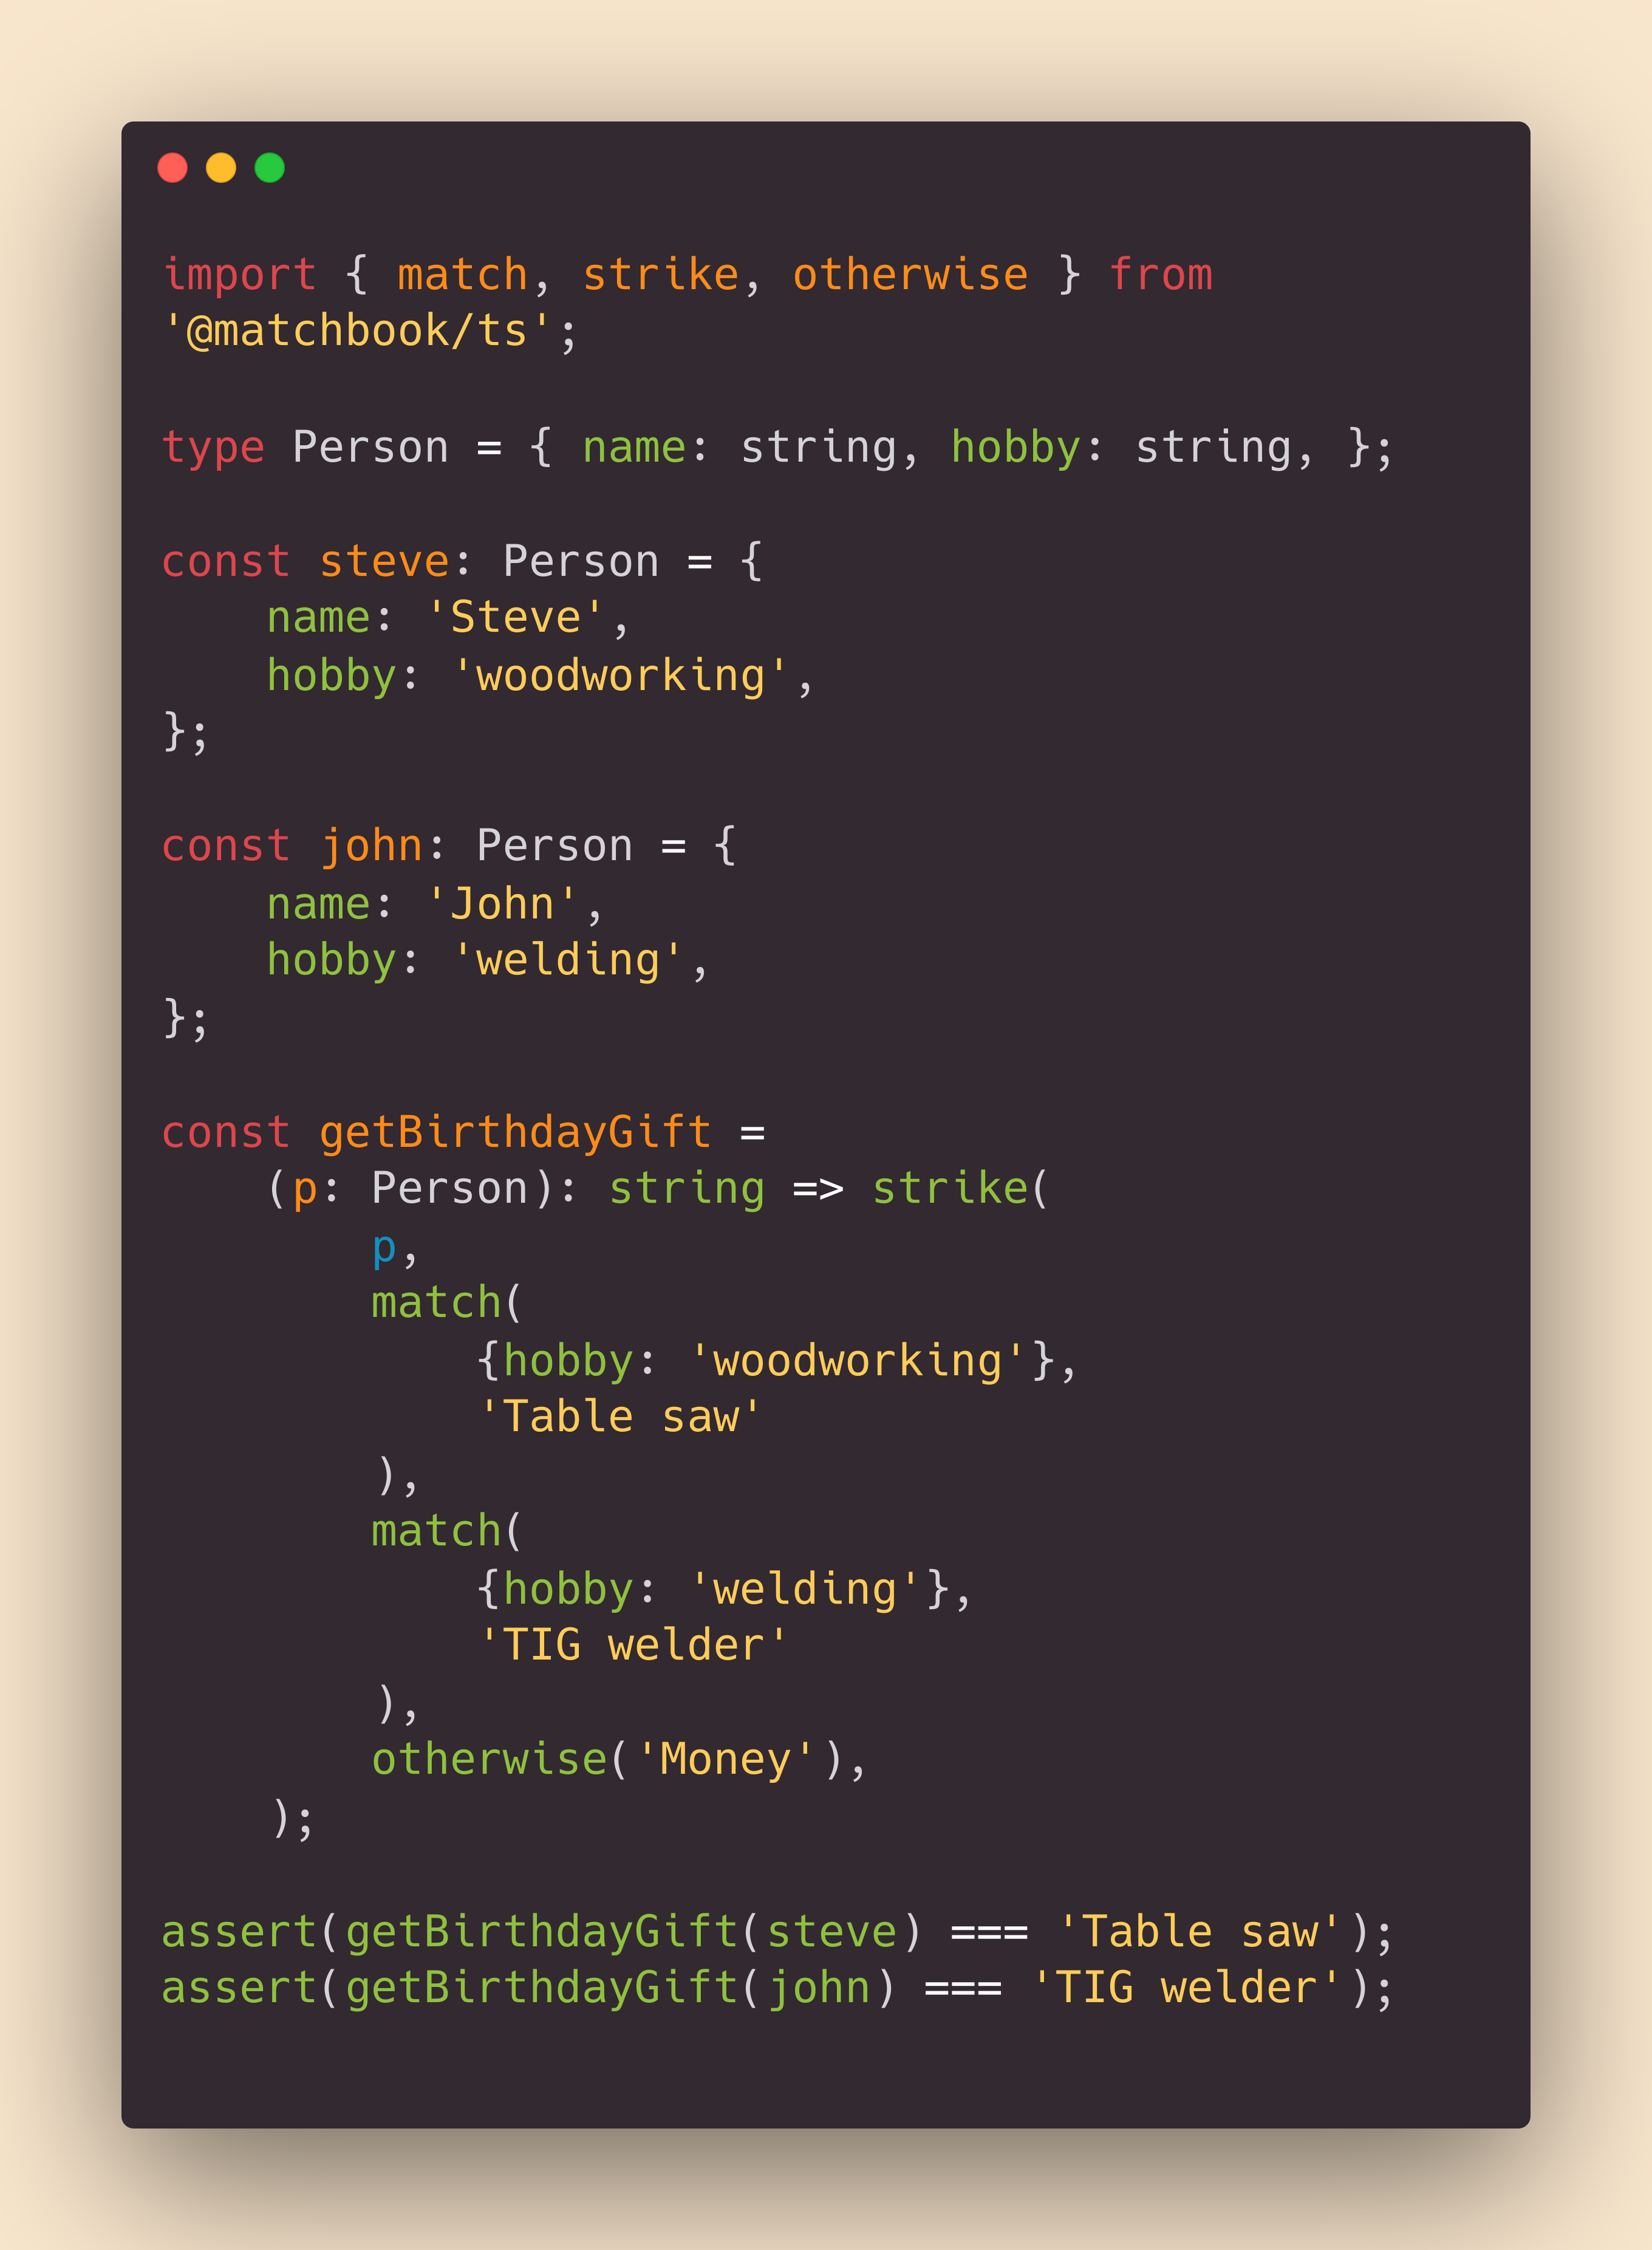 import { match, strike, otherwise } from
'@matchbook/ts';

type Person = { name: string, hobby: string, };

const steve: Person = {
    name: 'Steve',
    hobby: 'woodworking',
};

const john: Person = {
    name: 'John',
    hobby: 'welding',
};

const getBirthdayGift =
    (p: Person): string => strike(
        p,
        match(
            {hobby: 'woodworking'},
            'Table saw'
        ),
        match(
            {hobby: 'welding'},
            'TIG welder'
        ),
        otherwise('Money'),
    );

assert(getBirthdayGift(steve) === 'Table saw');
assert(getBirthdayGift(john) === 'TIG welder');